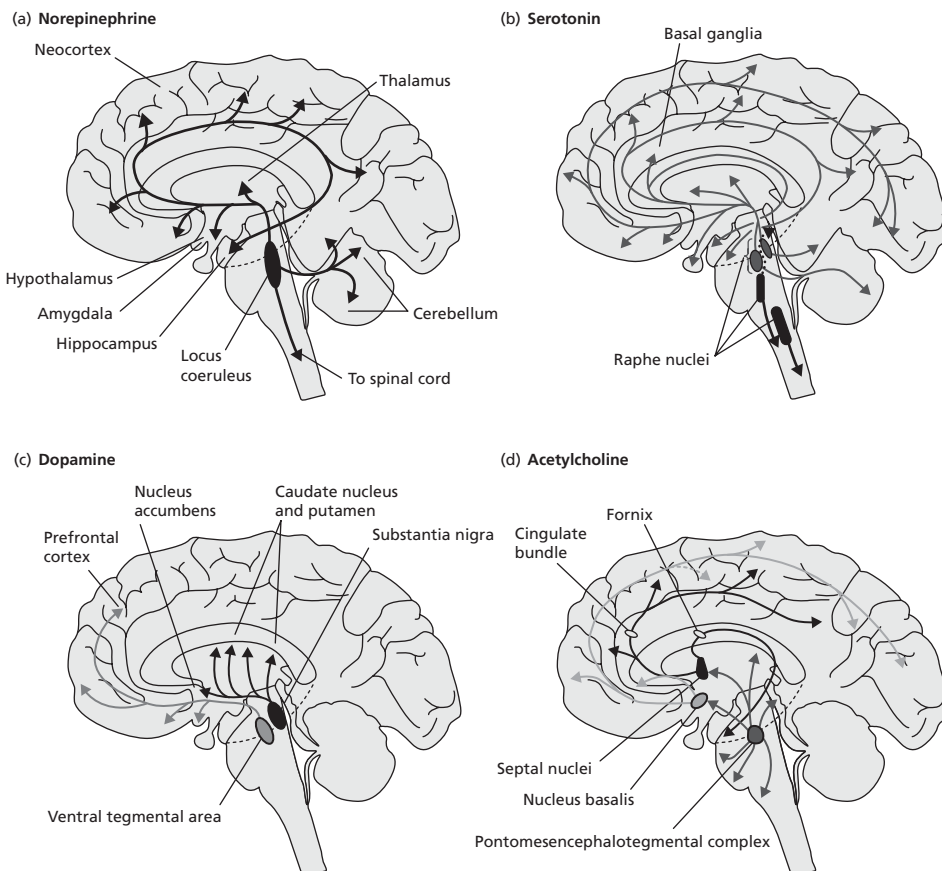 (a) Norepinephrine
Neocortex
Thalamus
Hypothalamus
Amygdala
Hippocampus
Locus
coeruleus
To spinal cord
Cerebellum
(b) Serotonin
Basal ganglia
Raphe nuclei
(c) Dopamine
Nucleus
accumbens
Caudate nucleus
and putamen
Prefrontal
cortex
Substantia nigra
Ventral tegmental area
(d) Acetylcholine
Fornix
Cingulate
bundle
Septal nuclei
Nucleus basalis
Pontomesencephalotegmental complex